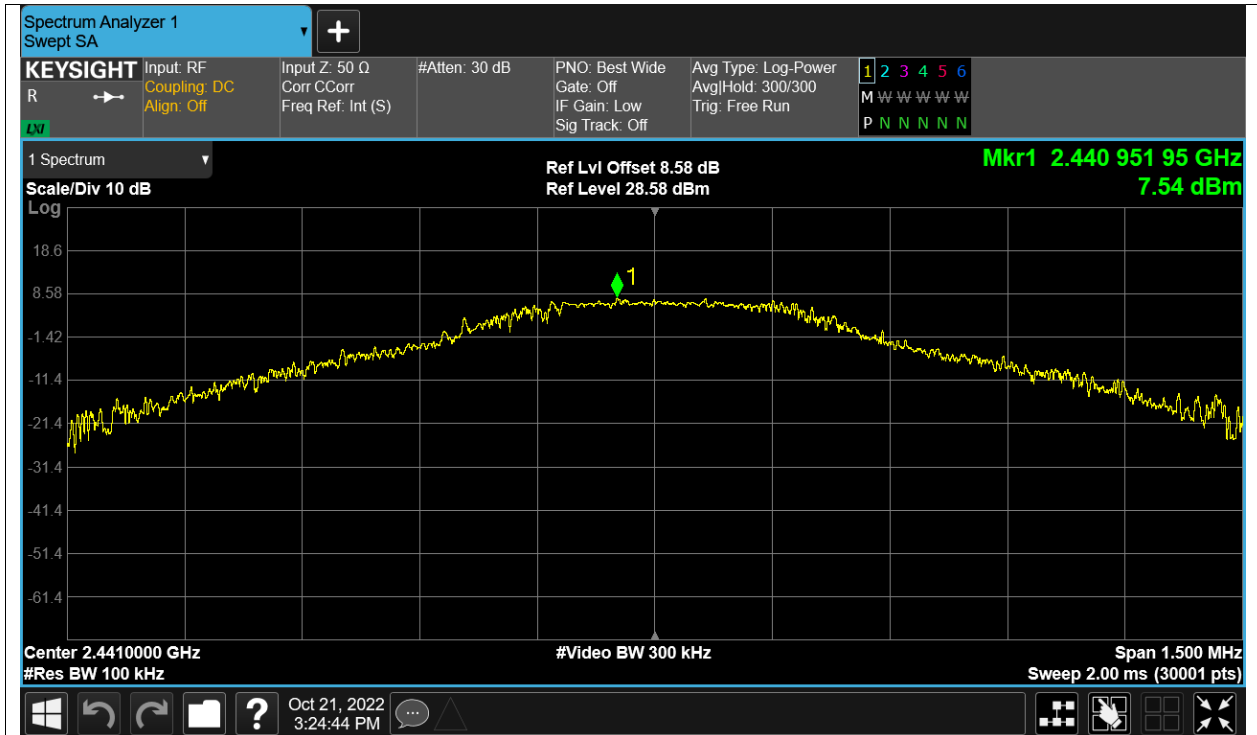 Spectrum Analyzer 1
Swept SA
+
KEYSIGHT
R
LXI
Input: RF
Coupling: DC
Align: Off
Input Z: 50 Ω
Corr CCorr
Freq Ref: Int (S)
#Atten: 30 dB
PNO: Best Wide
Gate: Off
IF Gain: Low
Sig Track: Off
Avg Type: Log-Power
Avg|Hold: 300/300
Trig: Free Run
1 2 3 4 5 6
M W W W W W
P N N N N N
1 Spectrum
Scale/Div 10 dB
Ref Lvl Offset 8.58 dB
Ref Level 28.58 dBm
Mkr1 2.440 951 95 GHz
7.54 dBm
Log
18.6
8.58
-1.42
-11.4
-21.4
-31.4
-41.4
-51.4
-61.4
1
Center 2.4410000 GHz
#Res BW 100 kHz
#Video BW 300 kHz
Span 1.500 MHz
Sweep 2.00 ms (30001 pts)
?
Oct 21, 2022
3:24:44 PM